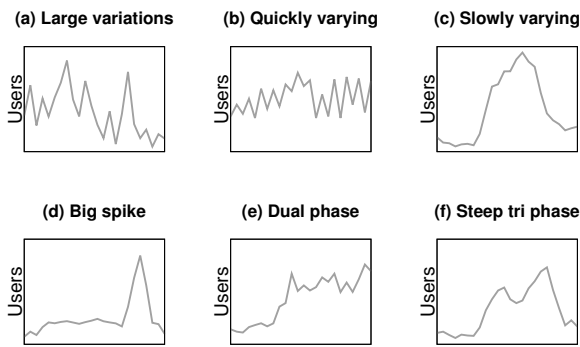 (a) Large variations
(b) Quickly varying
(c) Slowly varying
Users
Users
Users
(d) Big spike
(e) Dual phase
(f) Steep tri phase
Users
Users
Users